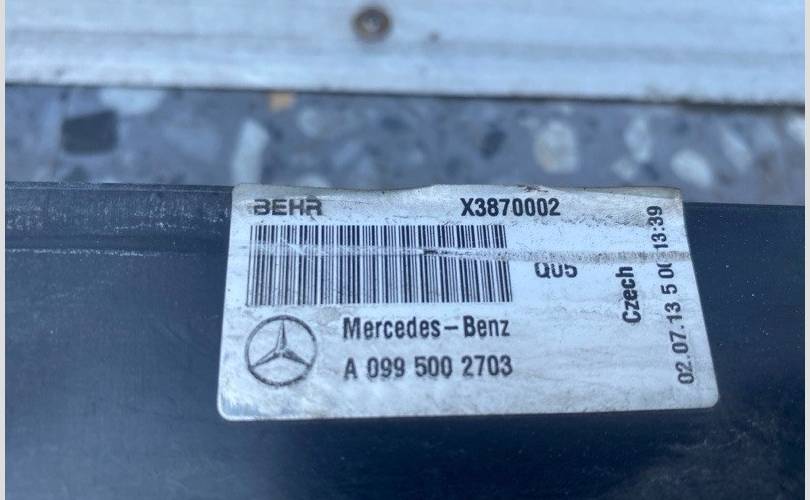 BEHR X3870002
Q05
Mercedes-Benz
A 099 500 2703
Czech
02.07.13 5 00 13:39